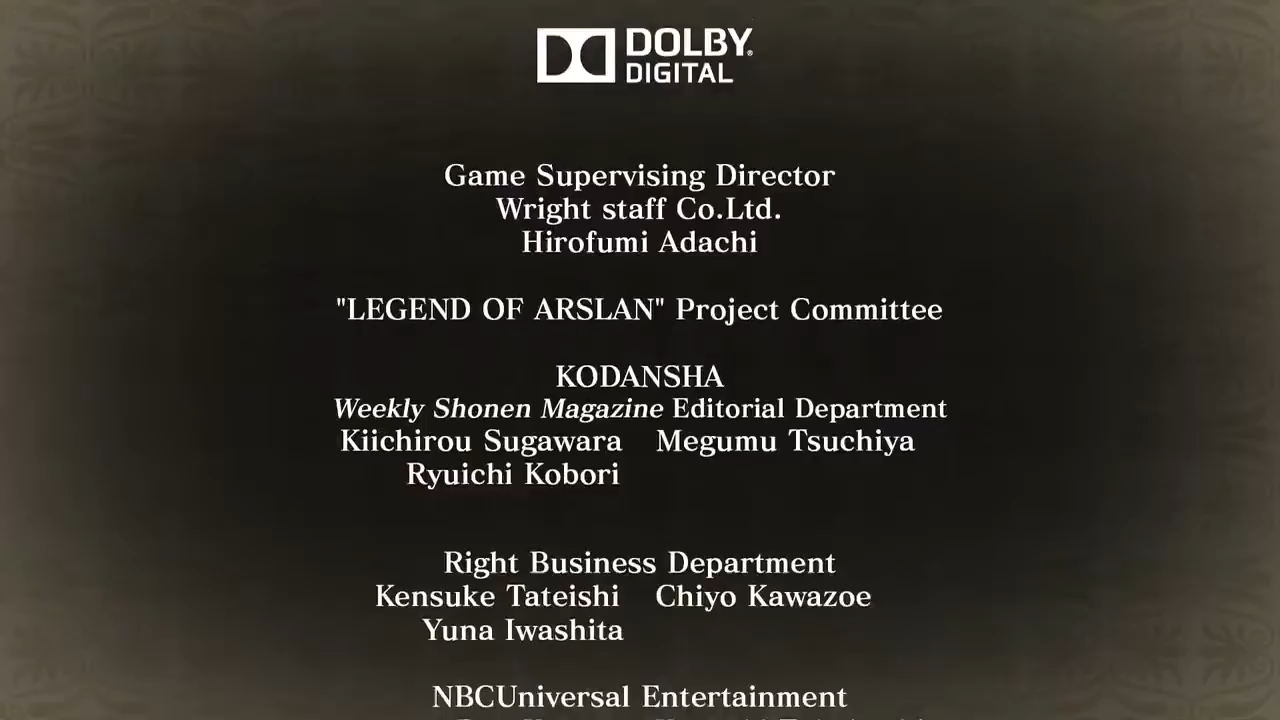 DOLBY
DIGITAL
Game Supervising Director
Wright staff Co.Ltd.
Hirofumi Adachi
"LEGEND OF ARSLAN" Project Committee
KODANSHA
Weekly Shonen Magazine Editorial Department
Kiichirou Sugawara Megumu Tsuchiya
Ryuichi Kobori
Right Business Department
Kensuke Tateishi Chiyo Kawazoe
Yuna Iwashita
NBCUniversal Entertainment